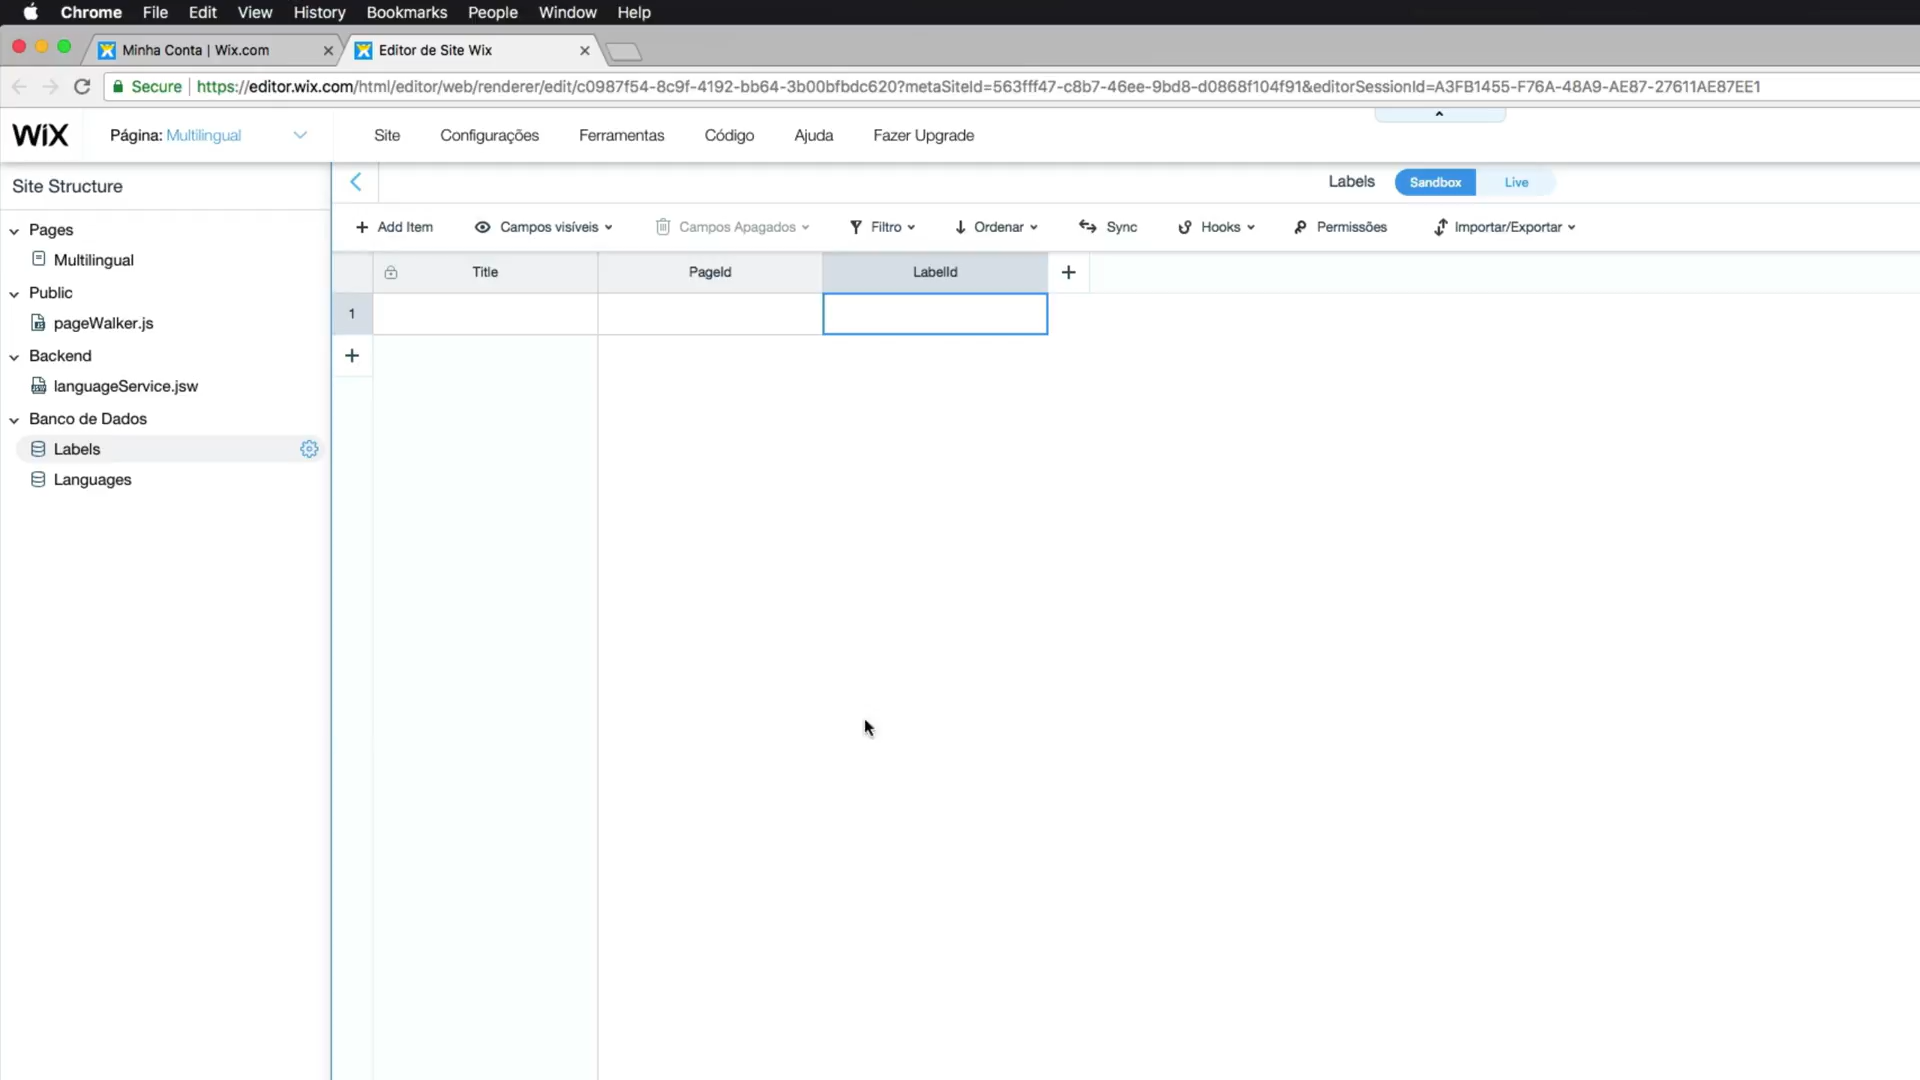 Chrome File Edit View History Bookmarks People Window Help
Minha Conta | Wix.com Editor de Site Wix
Secure https://editor.wix.com/html/editor/web/renderer/edit/c0987f54-8c9f-4192-bb64-3b00bfbdc620?metaSiteId=563fff47-c8b7-46ee-9bd8-d0868f104f91&editorSessionId=A3FB1455-F76A-48A9-AE87-27611AE87EE1
WiX Página: Multilingual Site Configurações Ferramentas Código Ajuda Fazer Upgrade
Site Structure
Labels Sandbox Live
+ Add Item Campos visíveis Campos Apagados Filtro Ordenar Sync Hooks Permissões Importar/Exportar
Title PageId LabelId +
1
+
Pages
Multilingual
Public
pageWalker.js
Backend
languageService.jsw
Banco de Dados
Labels
Languages